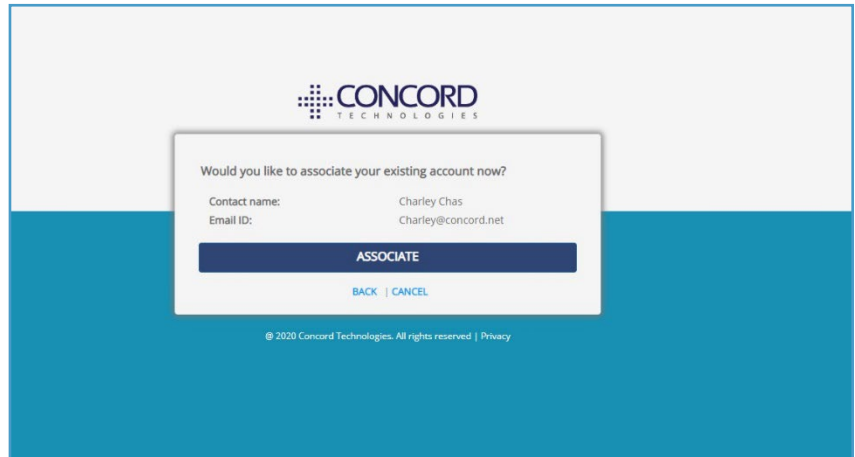 CONCORD
TECHNOLOGIES
Would you like to associate your existing account now?
Contact name: Charley Chas
Email ID: Charley@concord.net
ASSOCIATE
BACK | CANCEL
@ 2020 Concord Technologies. All rights reserved | Privacy